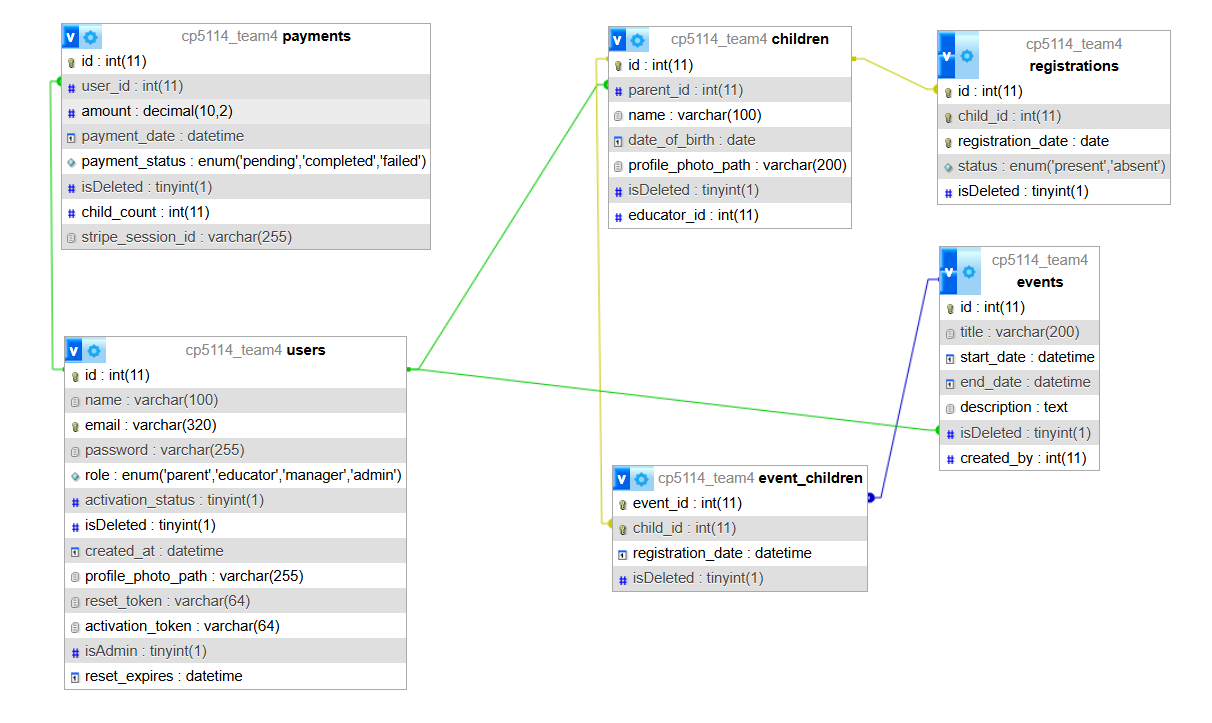 v cp5114_team4 payments
id : int(11)
user_id : int(11)
amount : decimal(10,2)
payment_date : datetime
payment_status : enum('pending','completed','failed')
isDeleted : tinyint(1)
child_count : int(11)
stripe_session_id : varchar(255)
v cp5114_team4 users
id : int(11)
name : varchar(100)
email : varchar(320)
password : varchar(255)
role : enum('parent','educator','manager','admin')
activation_status : tinyint(1)
isDeleted : tinyint(1)
created_at : datetime
profile_photo_path : varchar(255)
reset_token : varchar(64)
activation_token : varchar(64)
isAdmin : tinyint(1)
reset_expires : datetime
v cp5114_team4 children
id : int(11)
parent_id : int(11)
name : varchar(100)
date_of_birth : date
profile_photo_path : varchar(200)
isDeleted : tinyint(1)
educator_id : int(11)
v cp5114_team4 event_children
event_id : int(11)
child_id : int(11)
registration_date : datetime
isDeleted : tinyint(1)
v cp5114_team4
registrations
id : int(11)
child_id : int(11)
registration_date : date
status : enum('present','absent')
isDeleted : tinyint(1)
v cp5114_team4
events
id : int(11)
title : varchar(200)
start_date : datetime
end_date : datetime
description : text
isDeleted : tinyint(1)
created_by : int(11)